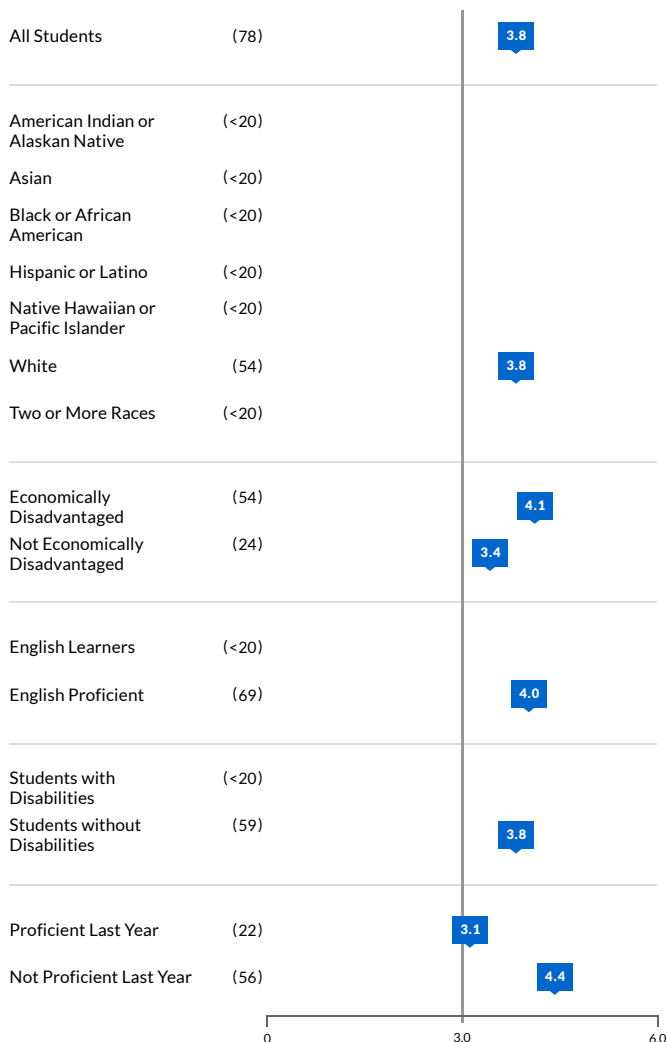 All Students (78) 3.8
American Indian or (<20)
Alaskan Native
Asian (<20)
Black or African (<20)
American
Hispanic or Latino (<20)
Native Hawaiian or (<20)
Pacific Islander
White (54) 3.8
Two or More Races (<20)
Economically (54) 4.1
Disadvantaged
Not Economically (24) 3.4
Disadvantaged
English Learners (<20)
English Proficient (69) 4.0
Students with (<20)
Disabilities
Students without (59) 3.8
Disabilities
Proficient Last Year (22) 3.1
Not Proficient Last Year (56) 4.4
0 3.0 6.0